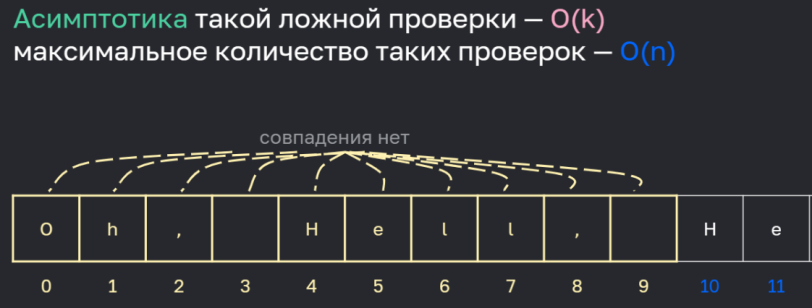 Асимптотика такой ложной проверки — O(k)
максимальное количество таких проверок — O(n)
совпадения нет
O h , H e l l , H e
0 1 2 3 4 5 6 7 8 9 10 11